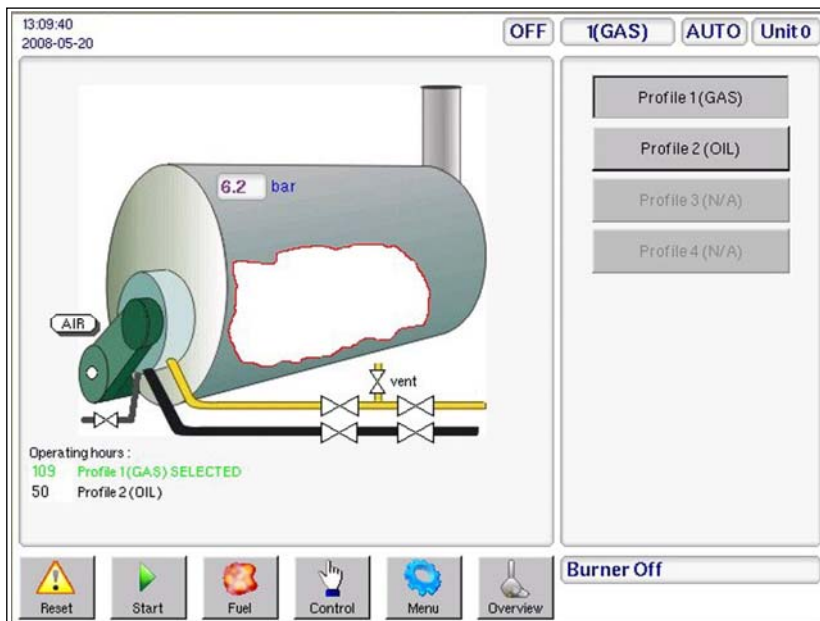 13:09:40
2008-05-20
OFF
1(GAS)
AUTO
Unit 0
Profile 1(GAS)
Profile 2 (OIL)
Profile 3 (N/A)
Profile 4 (N/A)
6.2 bar
AIR
vent
Operating hours :
109 Profile 1(GAS) SELECTED
50 Profile 2 (OIL)
Burner Off
Reset
Start
Fuel
Control
Menu
Overview